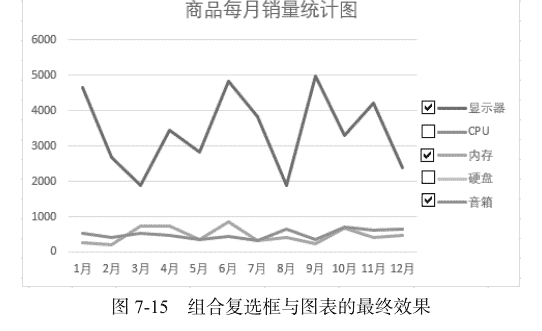 商品每月销量统计图
6000
5000
4000
3000
2000
1000
0
1月 2月 3月 4月 5月 6月 7月 8月 9月 10月 11月 12月
显示器
CPU
内存
硬盘
音箱
图 7-15 组合复选框与图表的最终效果